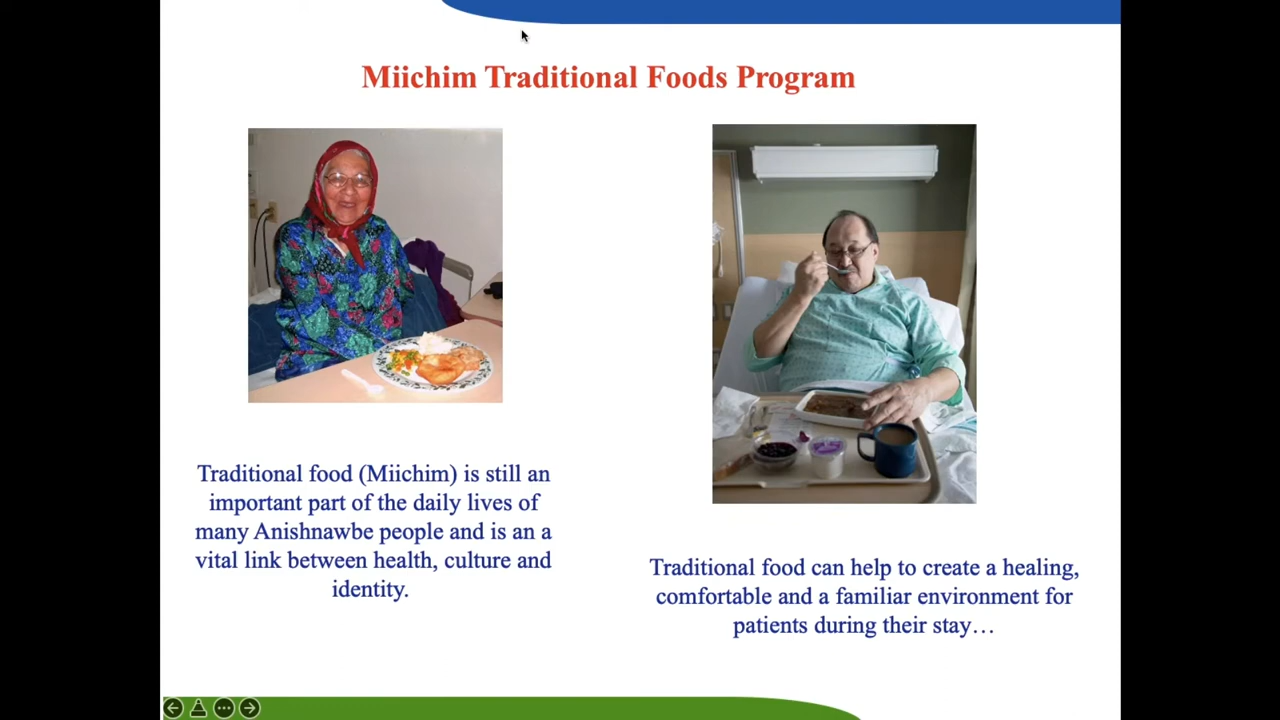 Miichim Traditional Foods Program
Traditional food (Miichim) is still an
important part of the daily lives of
many Anishnawbe people and is an a
vital link between health, culture and
identity.
Traditional food can help to create a healing,
comfortable and a familiar environment for
patients during their stay…